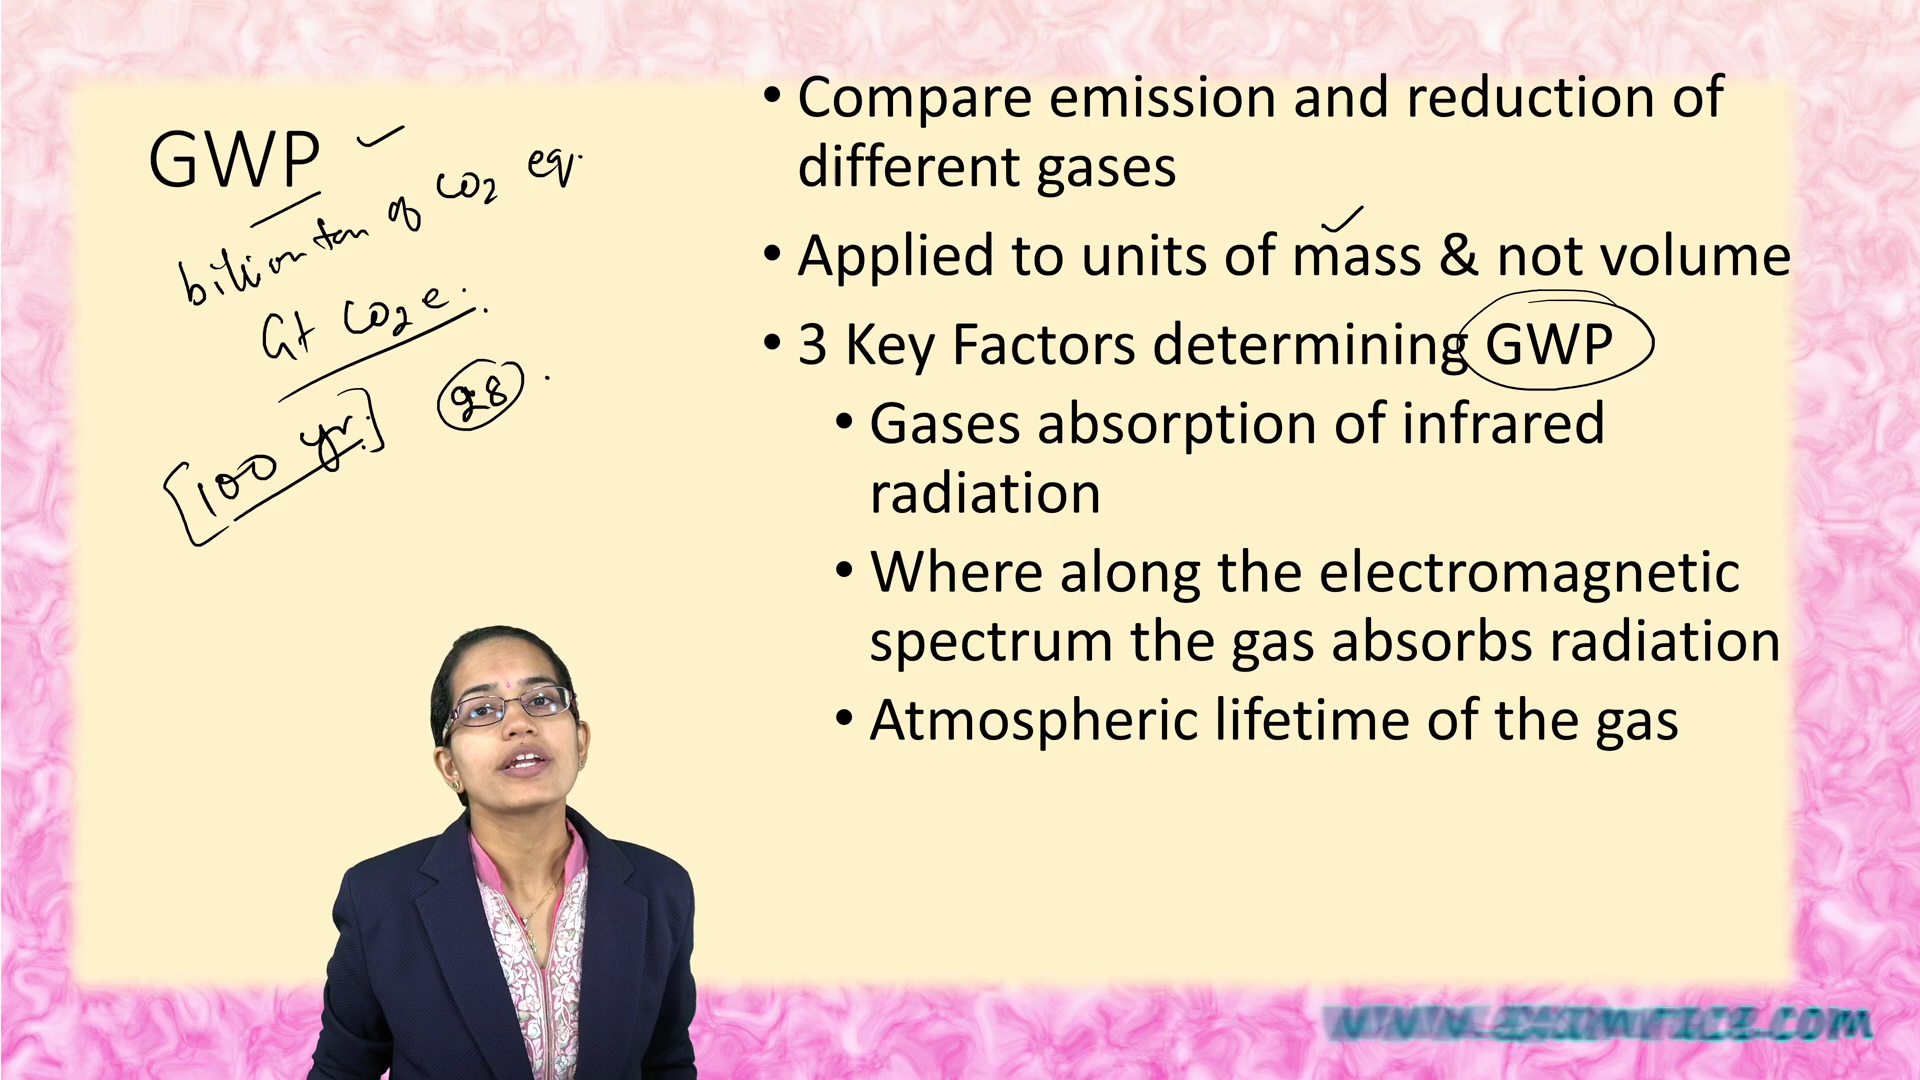 GWP
billion ton of CO2 eq.
Gt CO2e.
[100 yr.]
28
• Compare emission and reduction of
different gases
• Applied to units of mass & not volume
• 3 Key Factors determining GWP
• Gases absorption of infrared
radiation
• Where along the electromagnetic
spectrum the gas absorbs radiation
• Atmospheric lifetime of the gas